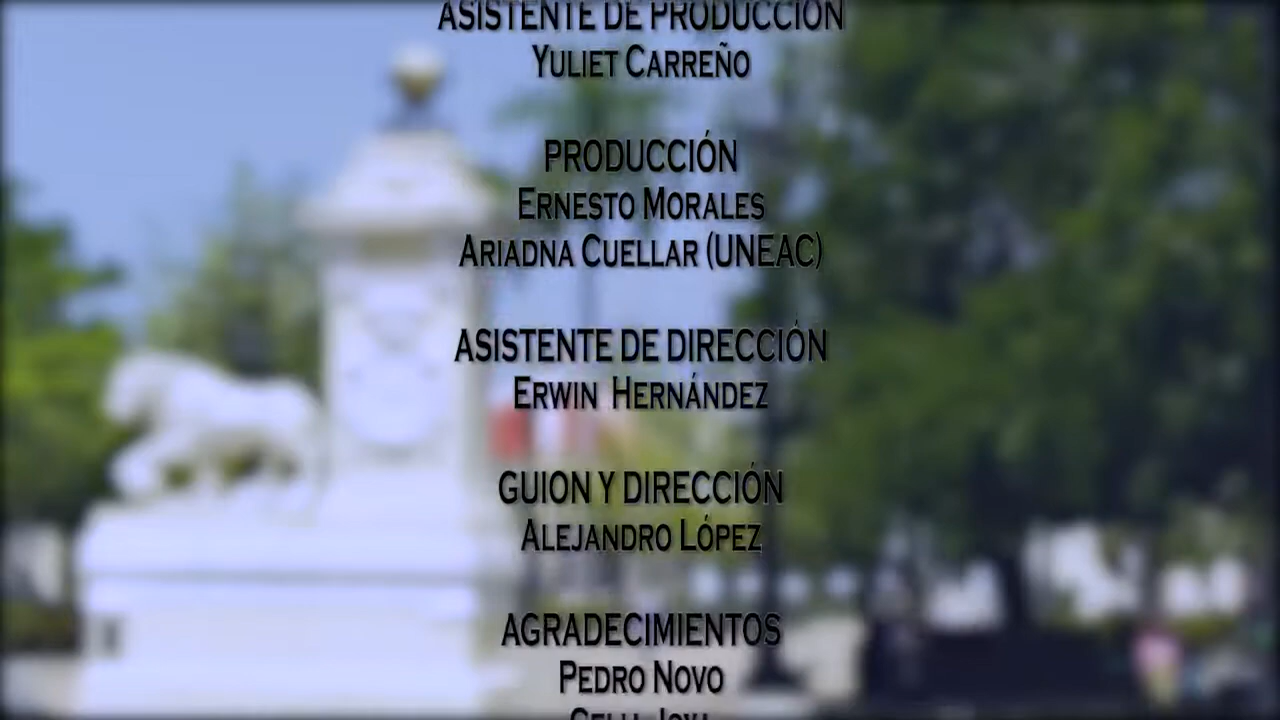 ASISTENTE DE PRODUCCIÓN
YULIET CARREÑO
PRODUCCIÓN
ERNESTO MORALES
ARIADNA CUELLAR (UNEAC)
ASISTENTE DE DIRECCIÓN
ERWIN HERNÁNDEZ
GUION Y DIRECCIÓN
ALEJANDRO LÓPEZ
AGRADECIMIENTOS
PEDRO NOVO